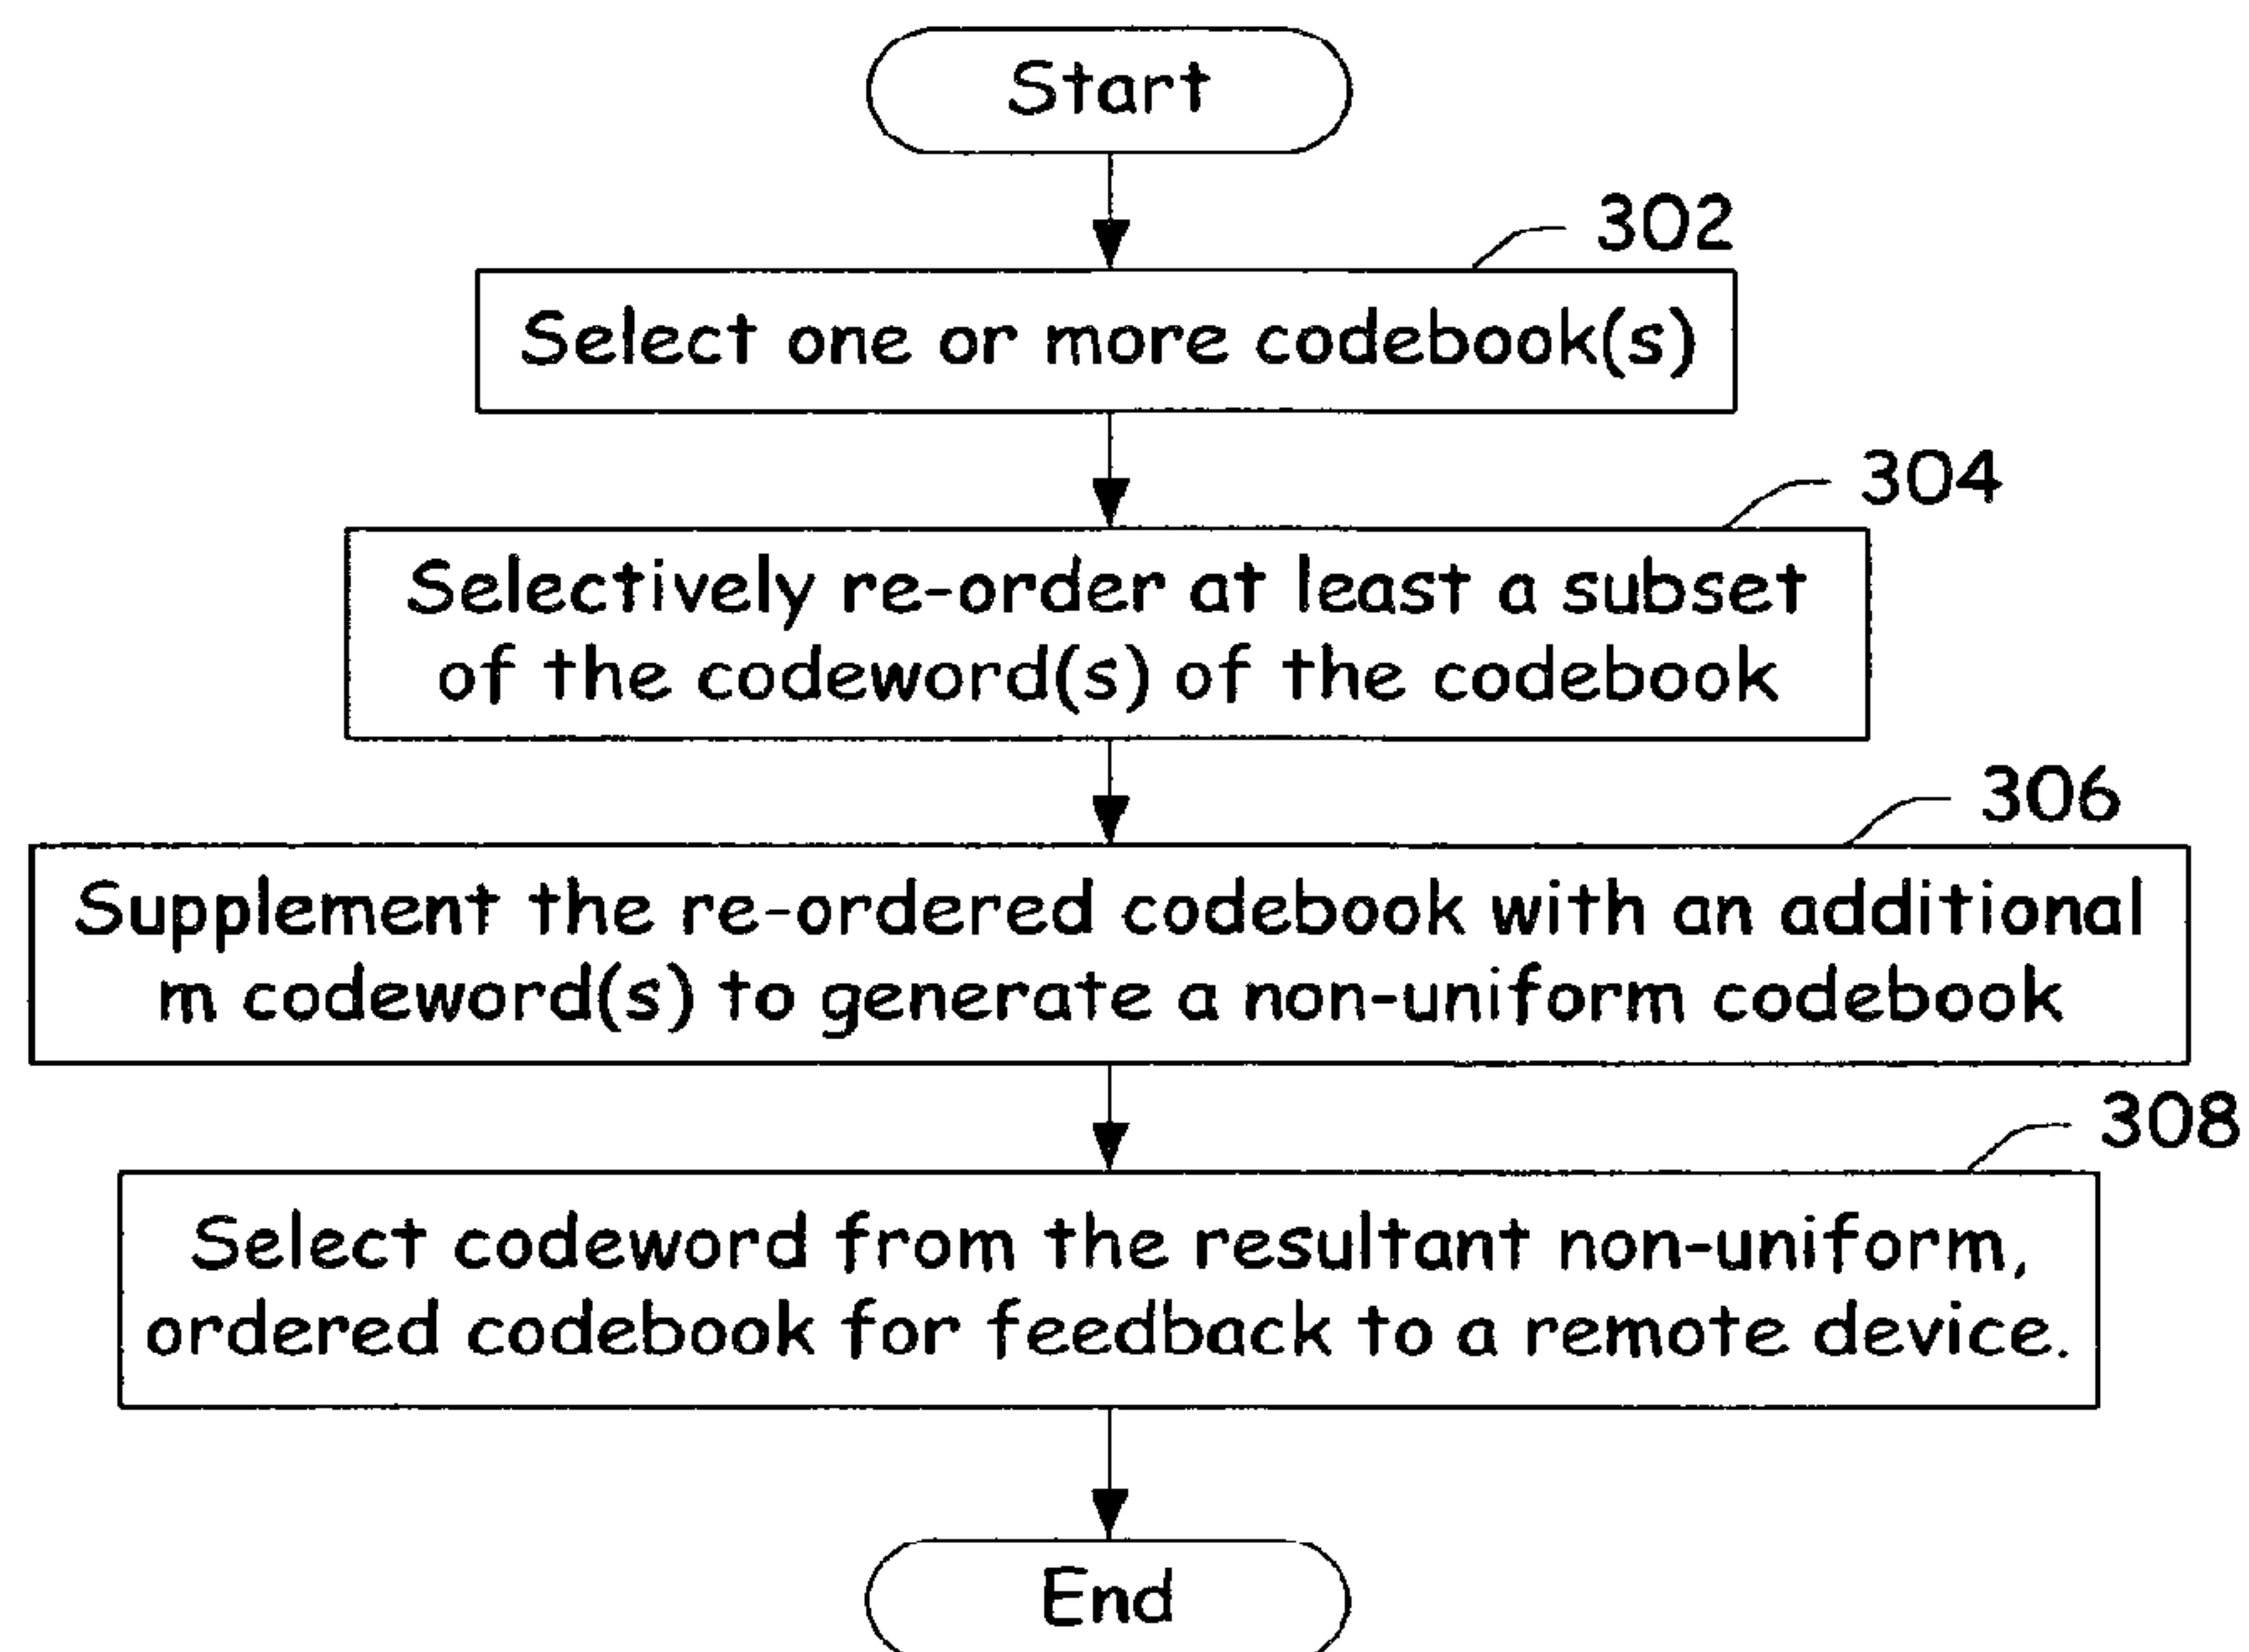 Start
302
Select one or more codebook(s)
304
Selectively re-order at least a subset
of the codeword(s) of the codebook
306
Supplement the re-ordered codebook with an additional
m codeword(s) to generate a non-uniform codebook
308
Select codeword from the resultant non-uniform,
ordered codebook for feedback to a remote device.
End